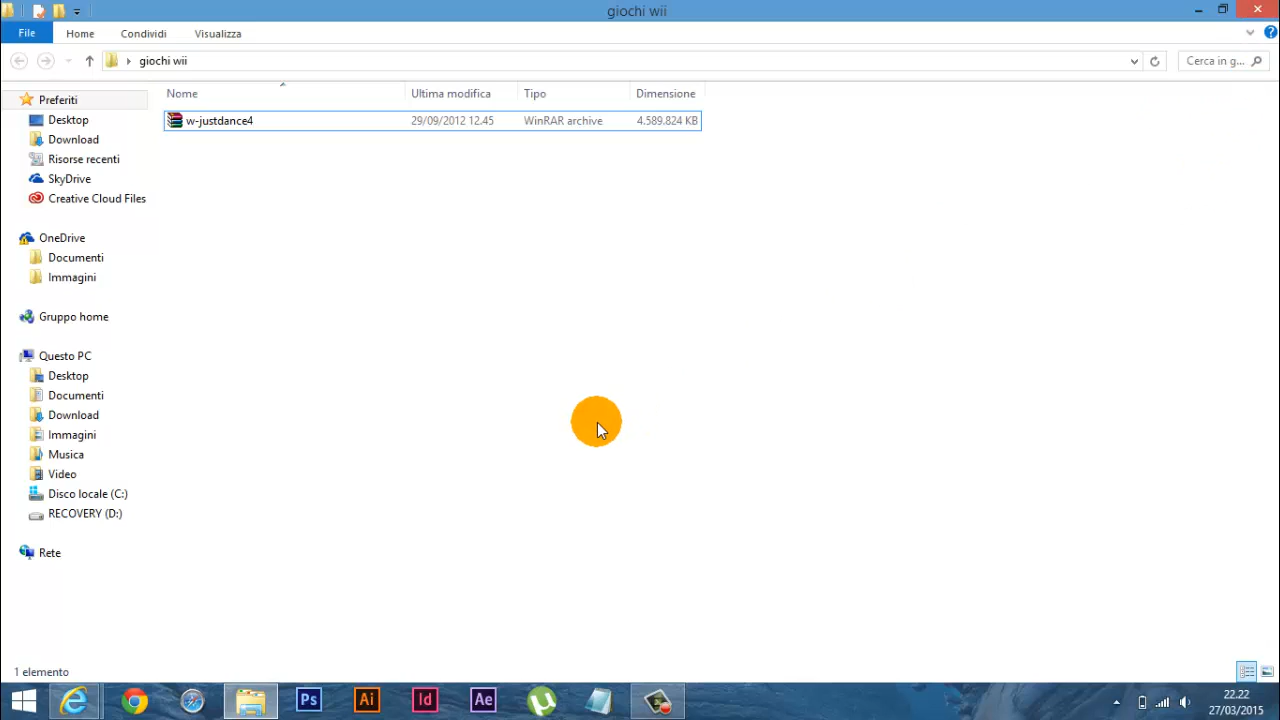 giochi wii
File Home Condividi Visualizza
giochi wii
Cerca in g...
Nome Ultima modifica Tipo Dimensione
w-justdance4 29/09/2012 12.45 WinRAR archive 4.589.824 KB
Preferiti
Desktop
Download
Risorse recenti
SkyDrive
Creative Cloud Files
OneDrive
Documenti
Immagini
Gruppo home
Questo PC
Desktop
Documenti
Download
Immagini
Musica
Video
Disco locale (C:)
RECOVERY (D:)
Rete
1 elemento
Ps Ai Id Ae
22.22
27/03/2015